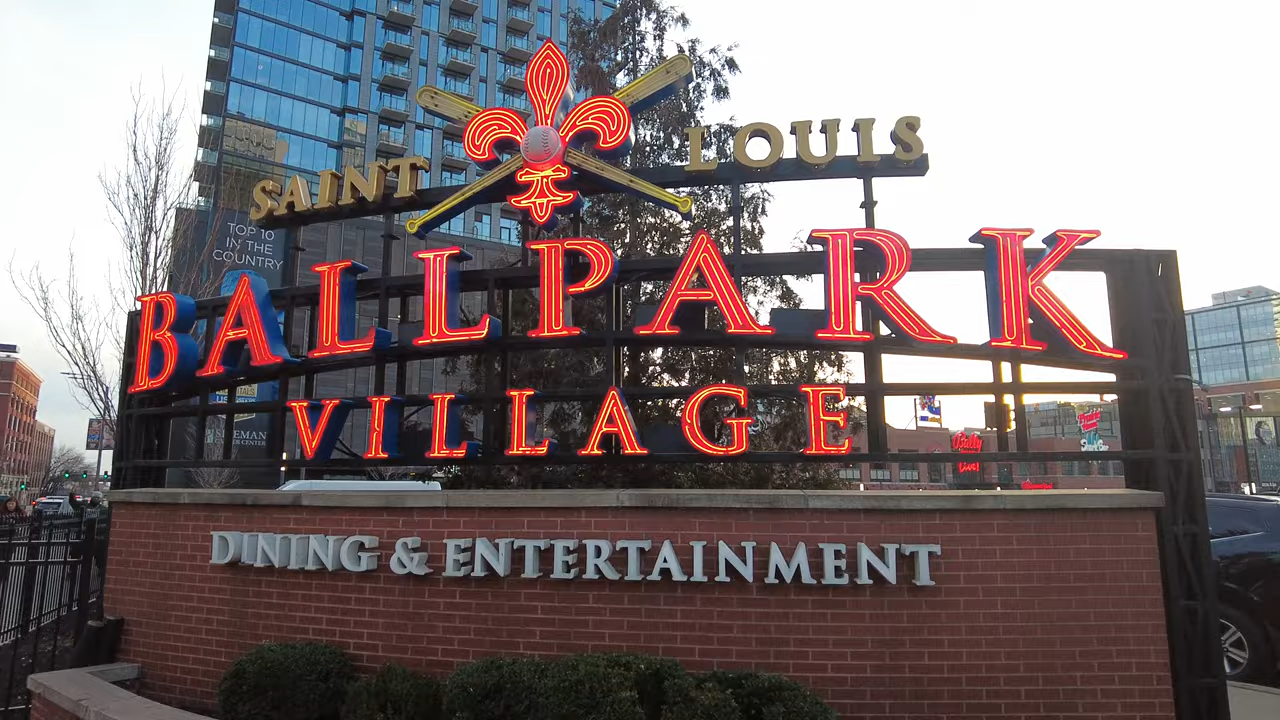 SAINT LOUIS
TOP 10
IN THE
COUNTRY
BALLPARK
VILLAGE
DINING & ENTERTAINMENT